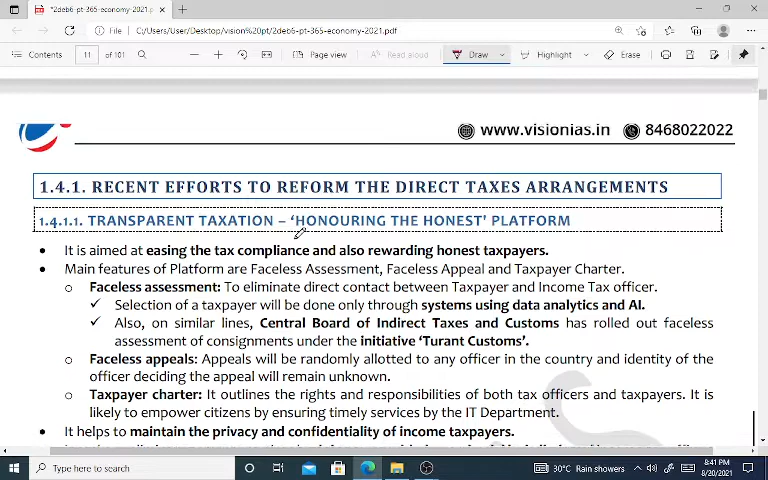 *2deb6-pt-365-economy-2021.p
File C:/Users/User/Desktop/vision%20pt/2deb6-pt-365-economy-2021.pdf
Contents 11 of 101 Page view Read aloud Draw Highlight Erase
www.visionias.in 8468022022
1.4.1. RECENT EFFORTS TO REFORM THE DIRECT TAXES ARRANGEMENTS
1.4.1.1. TRANSPARENT TAXATION – ‘HONOURING THE HONEST' PLATFORM
• It is aimed at easing the tax compliance and also rewarding honest taxpayers.
• Main features of Platform are Faceless Assessment, Faceless Appeal and Taxpayer Charter.
o Faceless assessment: To eliminate direct contact between Taxpayer and Income Tax officer.
✓ Selection of a taxpayer will be done only through systems using data analytics and AI.
✓ Also, on similar lines, Central Board of Indirect Taxes and Customs has rolled out faceless
assessment of consignments under the initiative ‘Turant Customs’.
o Faceless appeals: Appeals will be randomly allotted to any officer in the country and identity of the
officer deciding the appeal will remain unknown.
o Taxpayer charter: It outlines the rights and responsibilities of both tax officers and taxpayers. It is
likely to empower citizens by ensuring timely services by the IT Department.
• It helps to maintain the privacy and confidentiality of income taxpayers.
Type here to search 30°C Rain showers 8:41 PM
8/20/2021